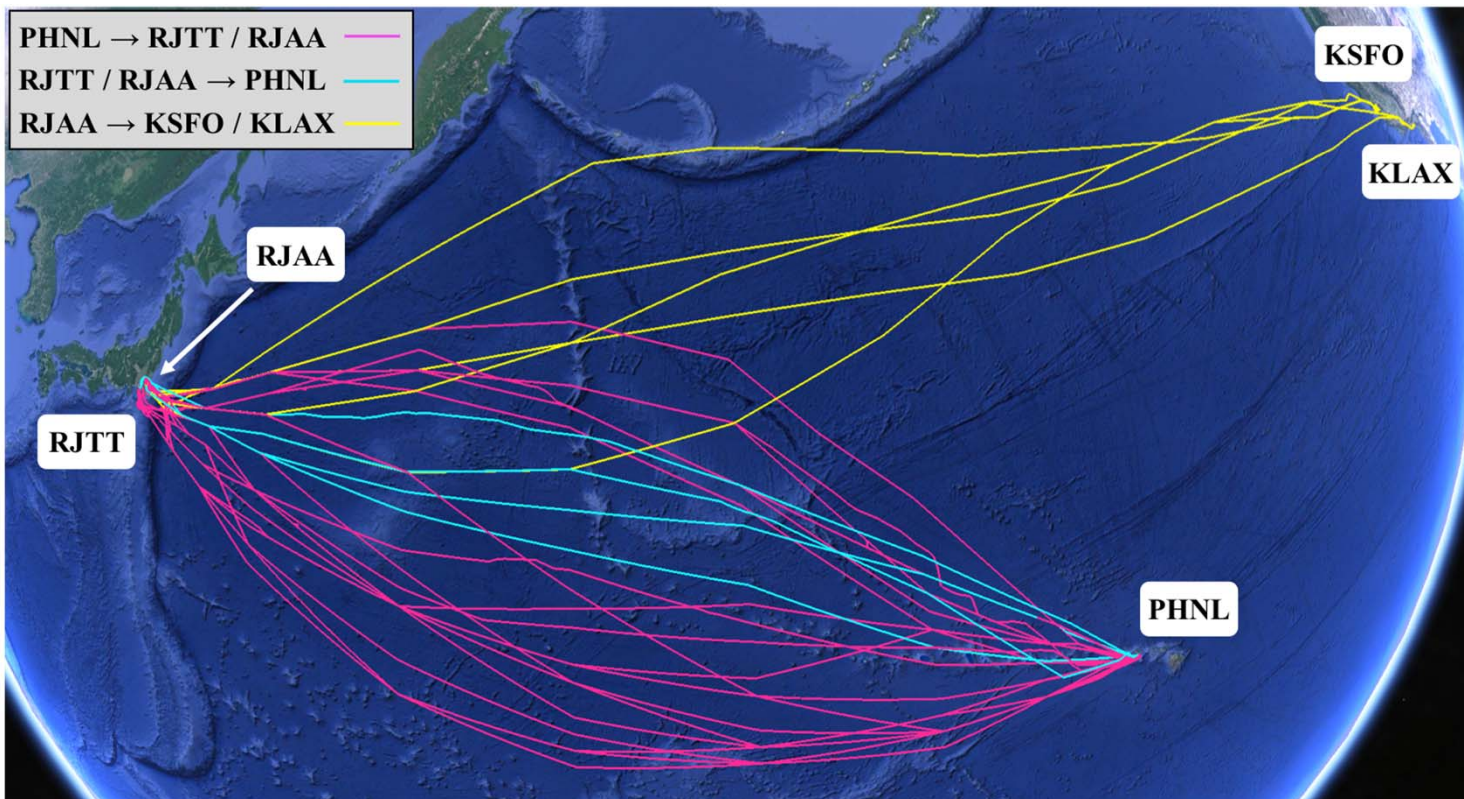 PHNL → RJTT / RJAA
RJTT / RJAA → PHNL
RJAA → KSFO / KLAX
KSFO
KLAX
RJAA
RJTT
PHNL